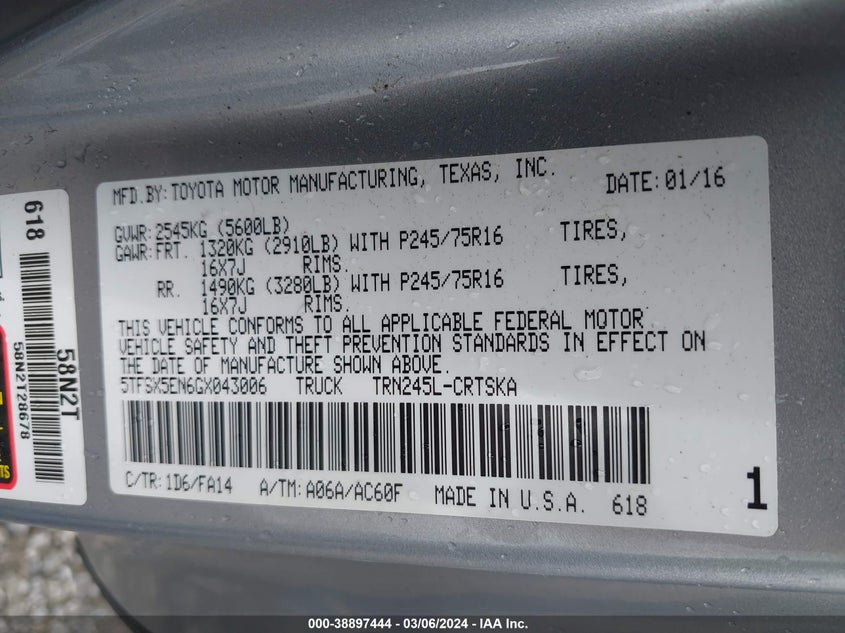 MFD.BY:TOYOTA MOTOR MANUFACTURING, TEXAS, INC. DATE:01/16
GVWR:2545KG (5600LB)
GAWR:FRT. 1320KG (2910LB) WITH P245/75R16 TIRES,
16X7J RIMS.
RR. 1490KG (3280LB) WITH P245/75R16 TIRES,
16X7J RIMS.
THIS VEHICLE CONFORMS TO ALL APPLICABLE FEDERAL MOTOR
VEHICLE SAFETY AND THEFT PREVENTION STANDARDS IN EFFECT ON
THE DATE OF MANUFACTURE SHOWN ABOVE.
5TFSX5EN6GX043006 TRUCK TRN245L-CRTSKA
C/TR:1D6/FA14 A/TM:A06A/AC60F MADE IN U.S.A. 618
1
618
58N2T
58N2T28678
000-38897444 - 03/06/2024 - IAA Inc.